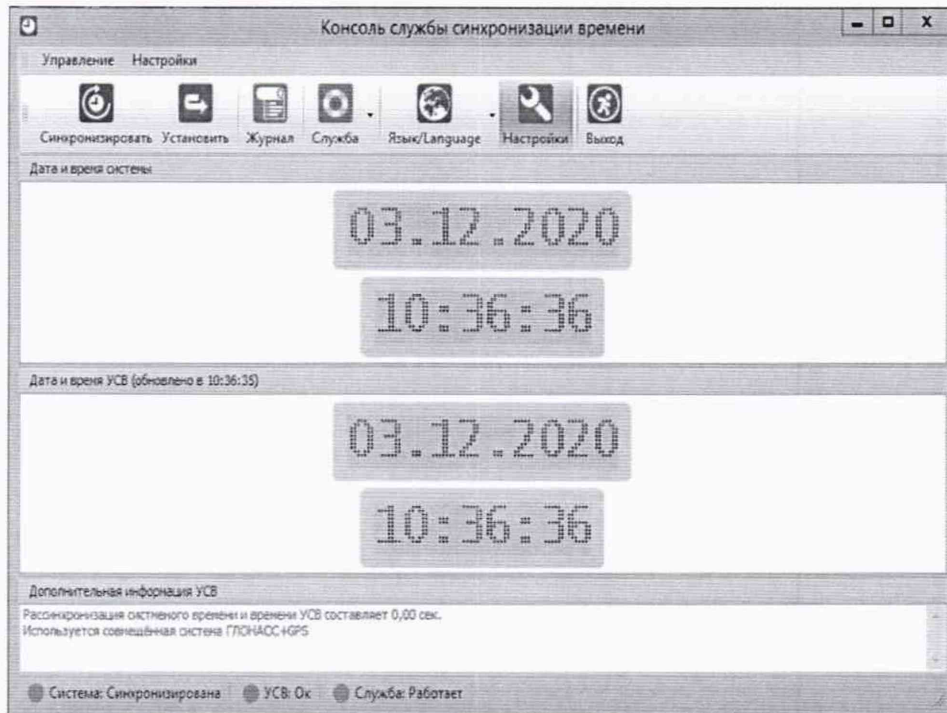 Консоль службы синхронизации времени
Управление Настройки
Синхронизировать Установить Журнал Служба Язык/Language Настройки Выход
Дата и время системы
03.12.2020
10:36:36
Дата и время УСВ (обновлено в 10:36:35)
03.12.2020
10:36:36
Дополнительная информация УСВ
Рассинхронизация системого времени и времени УСВ составляет 0,00 сек.
Используется совмещённая система ГЛОНАСС+GPS
Система: Синхронизирована УСВ: Ок Служба: Работает